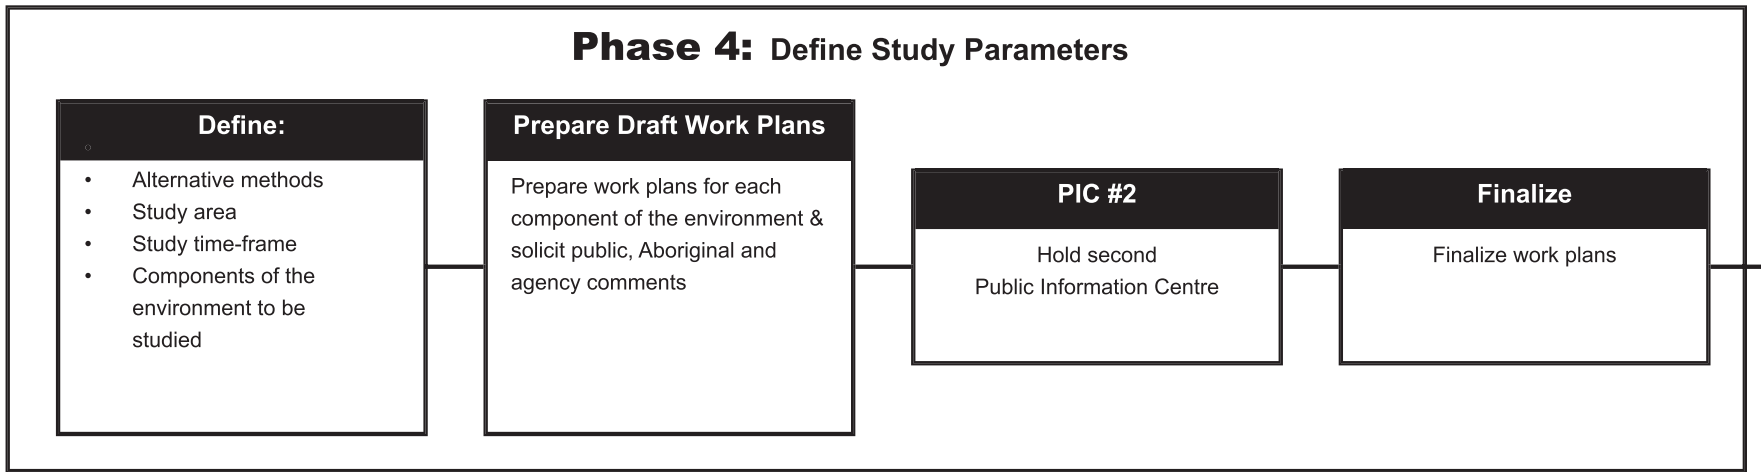 Phase 4: Define Study Parameters
Define:
• Alternative methods
• Study area
• Study time-frame
• Components of the
environment to be
studied
Prepare Draft Work Plans
Prepare work plans for each
component of the environment &
solicit public, Aboriginal and
agency comments
PIC #2
Hold second
Public Information Centre
Finalize
Finalize work plans